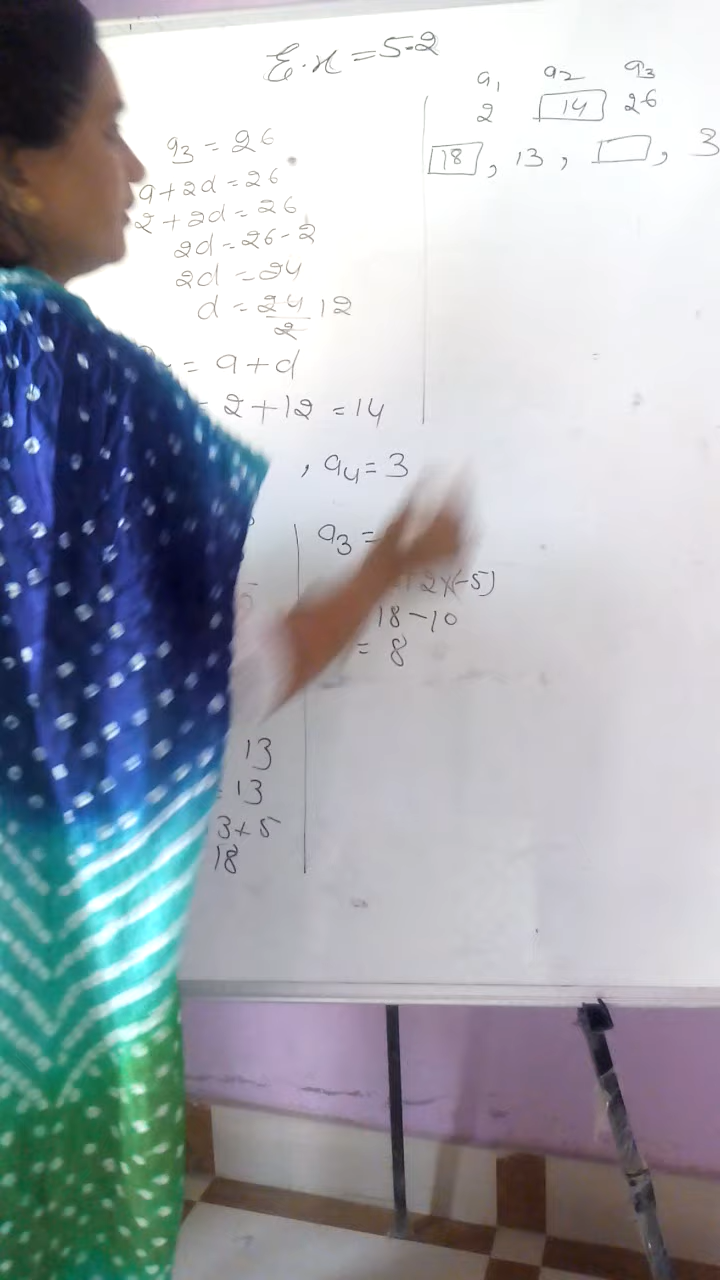 E.x = 5.2
a3 = 26
a+2d = 26
2+2d = 26
2d = 26-2
2d = 24
d = 24/2 12
= a+d
= 2+12 = 14
a1 a2 a3
2 14 26
18, 13, , 3
, a4 = 3
a3 =
2x(-5)
18-10
= 8
13
= 13
3+5
18